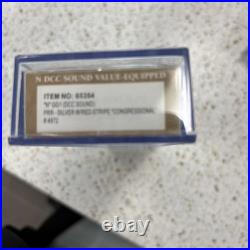 N DCC SOUND VALUE-EQUIPPED
ITEM NO: 65354
"N" GG1 (DCC SOUND)
PRR - SILVER W/RED STRIPE "CONGRESSIONAL"
# 4872